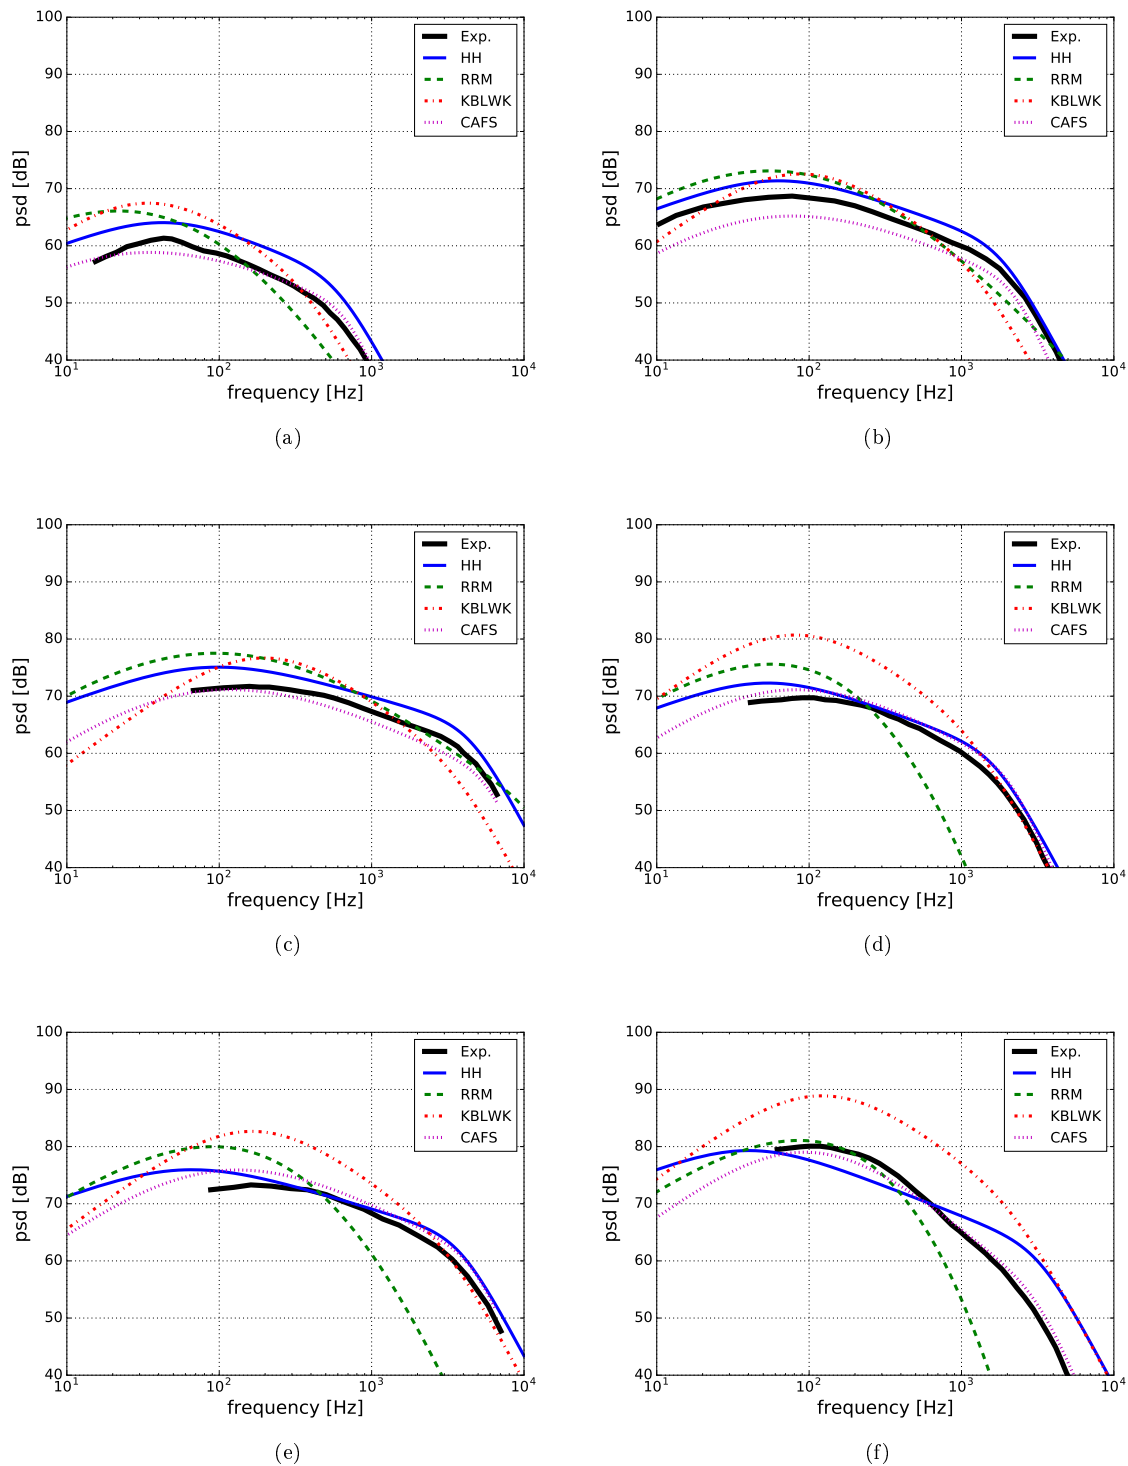 100
90
80
70
60
50
40
psd [dB]
10^1 10^2 10^3 10^4
frequency [Hz]
Exp.
HH
RRM
KBLWK
CAFS
(a)
100
90
80
70
60
50
40
psd [dB]
10^1 10^2 10^3 10^4
frequency [Hz]
Exp.
HH
RRM
KBLWK
CAFS
(b)
100
90
80
70
60
50
40
psd [dB]
10^1 10^2 10^3 10^4
frequency [Hz]
Exp.
HH
RRM
KBLWK
CAFS
(c)
100
90
80
70
60
50
40
psd [dB]
10^1 10^2 10^3 10^4
frequency [Hz]
Exp.
HH
RRM
KBLWK
CAFS
(d)
100
90
80
70
60
50
40
psd [dB]
10^1 10^2 10^3 10^4
frequency [Hz]
Exp.
HH
RRM
KBLWK
CAFS
(e)
100
90
80
70
60
50
40
psd [dB]
10^1 10^2 10^3 10^4
frequency [Hz]
Exp.
HH
RRM
KBLWK
CAFS
(f)